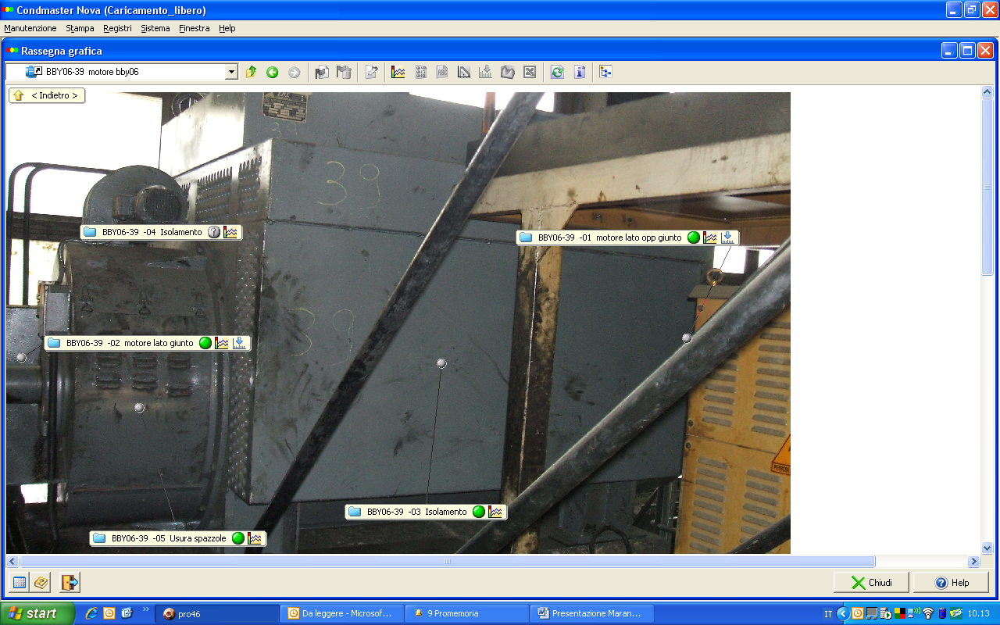 Condmaster Nova (Caricamento_libero)
Manutenzione Stampa Registri Sistema Finestra Help
Rassegna grafica
BBY06-39 motore bby06
ABC
< Indietro >
39
39
BBY06-39 -04 Isolamento
BBY06-39 -01 motore lato opp giunto
39
BBY06-39 -02 motore lato giunto
BBY06-39 -03 Isolamento
BBY06-39 -05 Usura spazzole
Chiudi Help
start pro46 Da leggere - Microsof... 9 Promemoria Presentazione Maran... IT 10.13